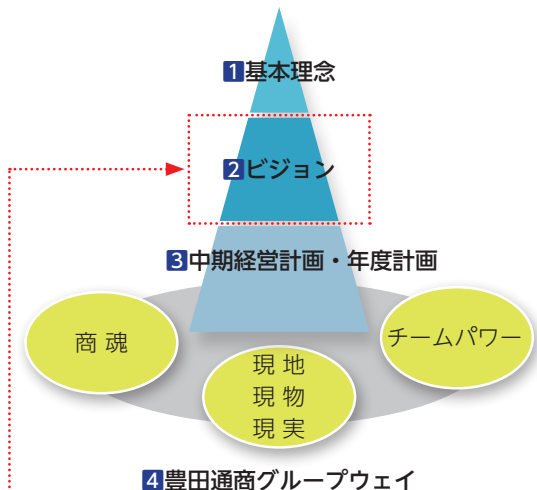 1基本理念
2ビジョン
3中期経営計画・年度計画
商魂
現地
現物
現実
チームパワー
4豊田通商グループウェイ